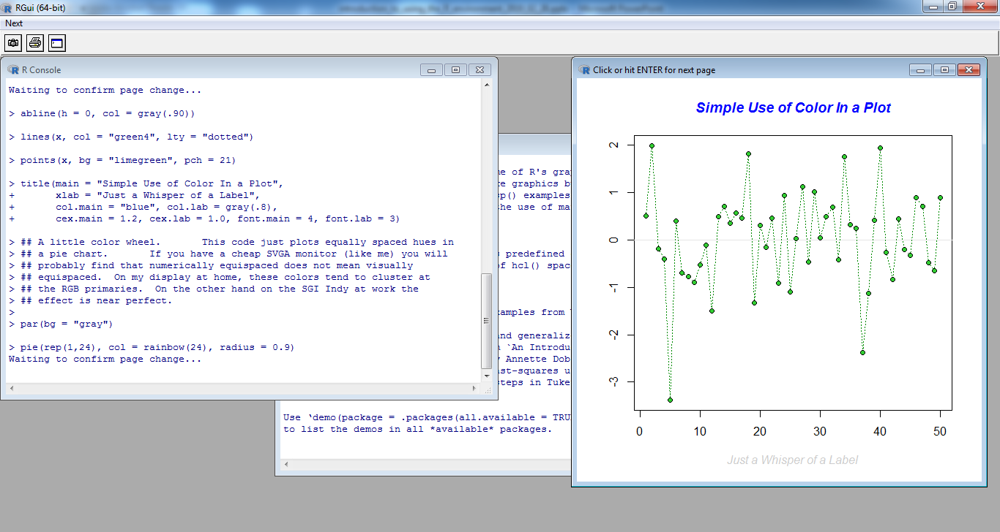 RGui (64-bit)
Next
R Console
Waiting to confirm page change...
> abline(h = 0, col = gray(.90))
> lines(x, col = "green4", lty = "dotted")
> points(x, bg = "limegreen", pch = 21)
> title(main = "Simple Use of Color In a Plot",
+       xlab = "Just a Whisper of a Label",
+       col.main = "blue", col.lab = gray(.8),
+       cex.main = 1.2, cex.lab = 1.0, font.main = 4, font.lab = 3)
> ## A little color wheel.       This code just plots equally spaced hues in
> ## a pie chart.        If you have a cheap SVGA monitor (like me) you will
> ## probably find that numerically equispaced does not mean visually
> ## equispaced.  On my display at home, these colors tend to cluster at
> ## the RGB primaries.  On the other hand on the SGI Indy at work the
> ## effect is near perfect.
>
> par(bg = "gray")
> pie(rep(1,24), col = rainbow(24), radius = 0.9)
Waiting to confirm page change...
me of R's gra
re graphics b
sp() examples
he use of ma
s predefined
of hcl() spac
amples from
and generaliz
`An Introdu
y Annette Dob
ast-squares u
steps in Tuke
Use 'demo(package = .packages(all.available = TRU
to list the demos in all *available* packages.
Click or hit ENTER for next page
Simple Use of Color In a Plot
2
1
0
-1
-2
-3
0 10 20 30 40 50
Just a Whisper of a Label